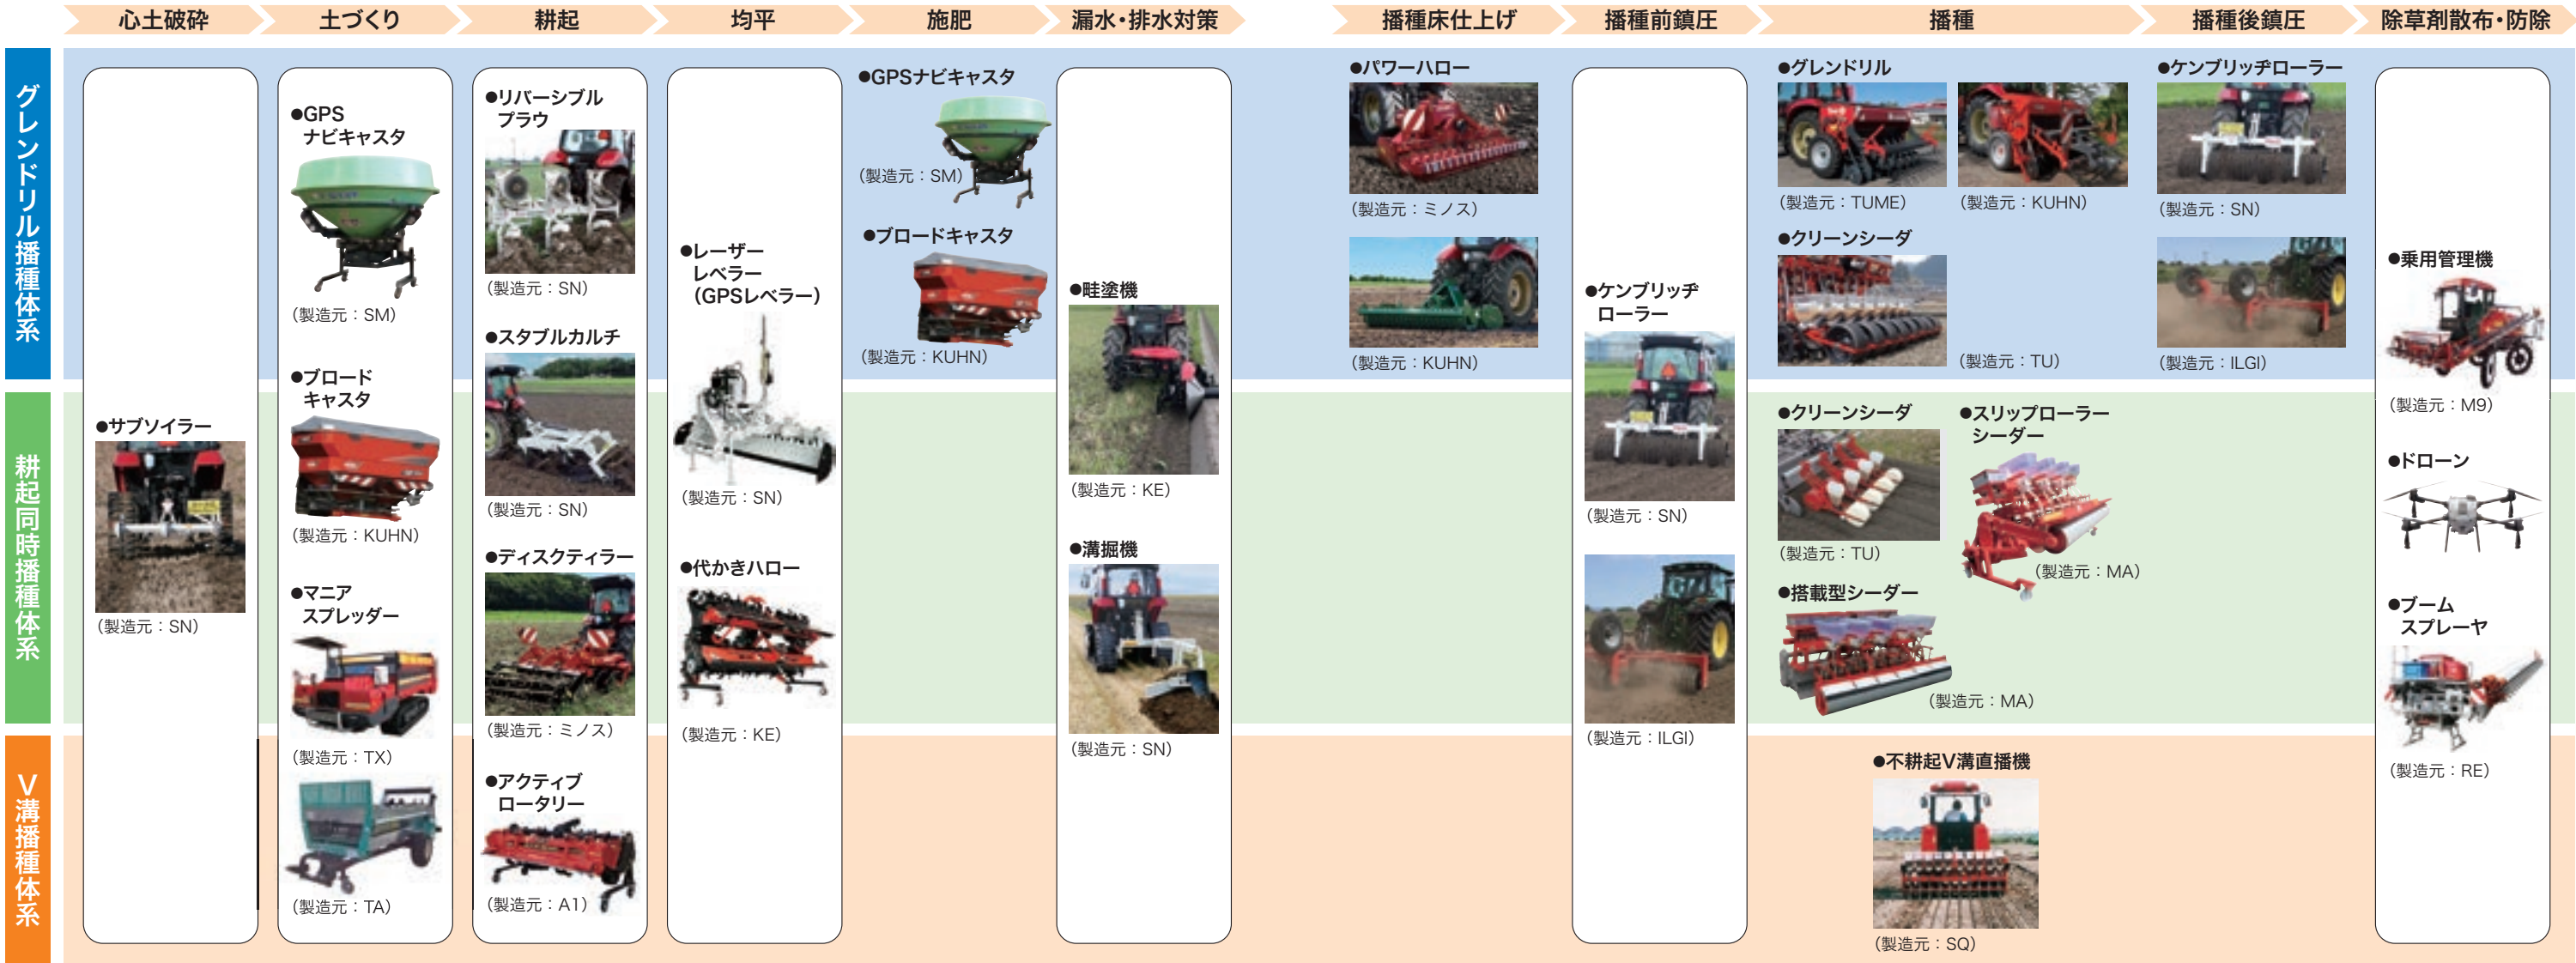 心土破砕
土づくり
耕起
均平
施肥
漏水・排水対策
播種床仕上げ
播種前鎮圧
播種
播種後鎮圧
除草剤散布・防除
グレンドリル播種体系
耕起同時播種体系
V溝播種体系
●サブソイラー
（製造元：SN）
●GPS
ナビキャスタ
（製造元：SM）
●ブロード
キャスタ
（製造元：KUHN）
●マニア
スプレッダー
（製造元：TX）
（製造元：TA）
●リバーシブル
プラウ
（製造元：SN）
●スタブルカルチ
（製造元：SN）
●ディスクティラー
（製造元：ミノス）
●アクティブ
ロータリー
（製造元：A1）
●レーザー
レベラー
（GPSレベラー）
（製造元：SN）
●代かきハロー
（製造元：KE）
●GPSナビキャスタ
（製造元：SM）
●ブロードキャスタ
（製造元：KUHN）
●畦塗機
（製造元：KE）
●溝掘機
（製造元：SN）
●パワーハロー
（製造元：ミノス）
（製造元：KUHN）
●ケンブリッヂ
ローラー
（製造元：SN）
（製造元：ILGI）
●グレンドリル
（製造元：TUME）
（製造元：KUHN）
●クリーンシーダ
（製造元：TU）
●クリーンシーダ
（製造元：TU）
●スリップローラー
シーダー
（製造元：MA）
●搭載型シーダー
（製造元：MA）
●不耕起V溝直播機
（製造元：SQ）
●ケンブリッヂローラー
（製造元：SN）
（製造元：ILGI）
●乗用管理機
（製造元：M9）
●ドローン
●ブーム
スプレーヤ
（製造元：RE）